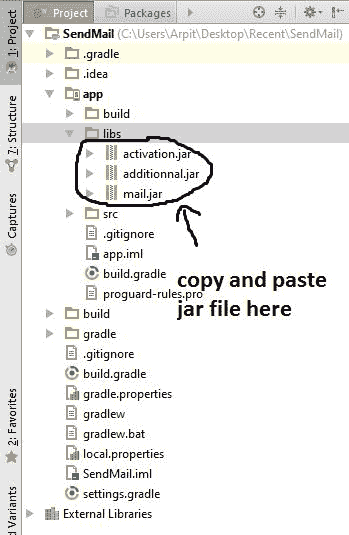 Project
Packages
SendMail (C:\Users\Arpit\Desktop\Recent\SendMail)
.gradle
.idea
app
build
libs
activation.jar
additionnal.jar
mail.jar
src
.gitignore
app.iml
build.gradle
proguard-rules.pro
copy and paste
jar file here
build
gradle
.gitignore
build.gradle
gradle.properties
gradlew
gradlew.bat
local.properties
SendMail.iml
settings.gradle
External Libraries
1: Project
7: Structure
Captures
2: Favorites
d Variants